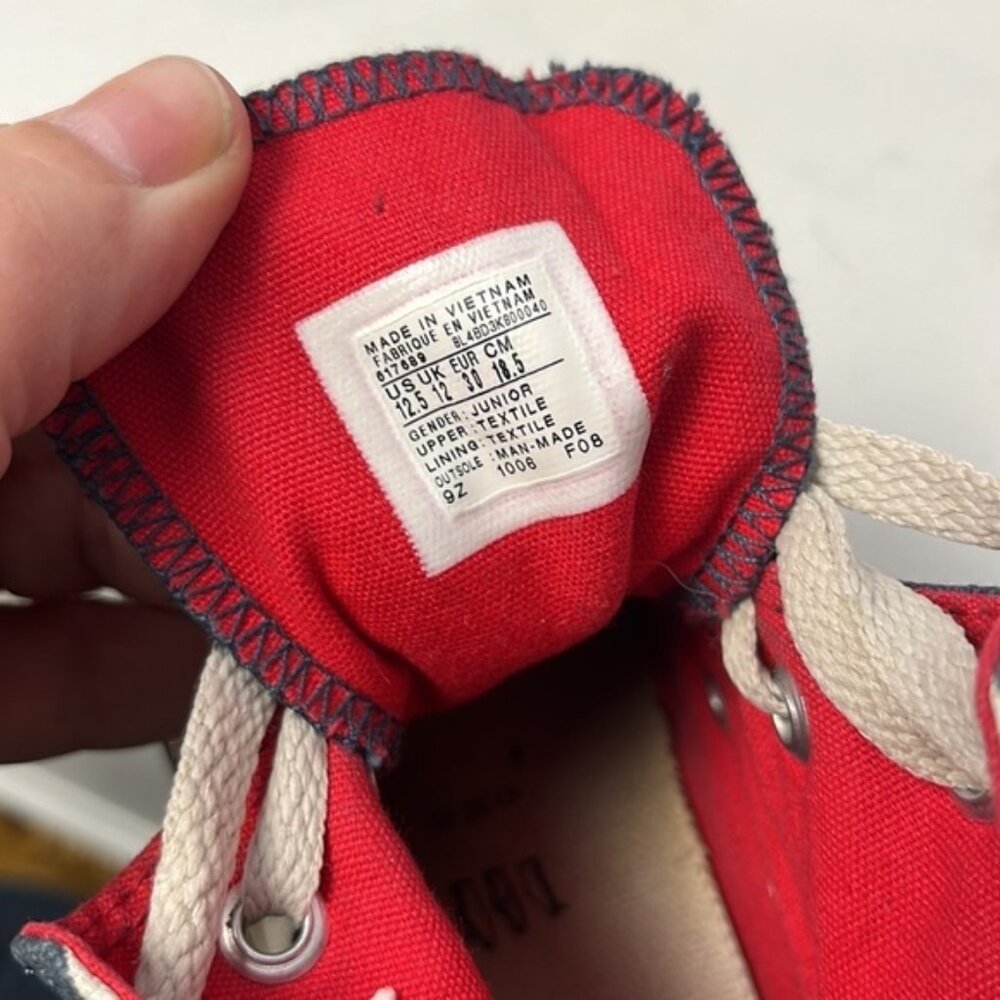 MADE IN VIETNAM
FABRIQUE EN VIETNAM
617689 8L4BD3K800040
US UK EUR CM
12.5 12 30 18.5
GENDER: JUNIOR
UPPER :TEXTILE
LINING:TEXTILE
OUTSOLE :MAN-MADE
9Z 1006 F08